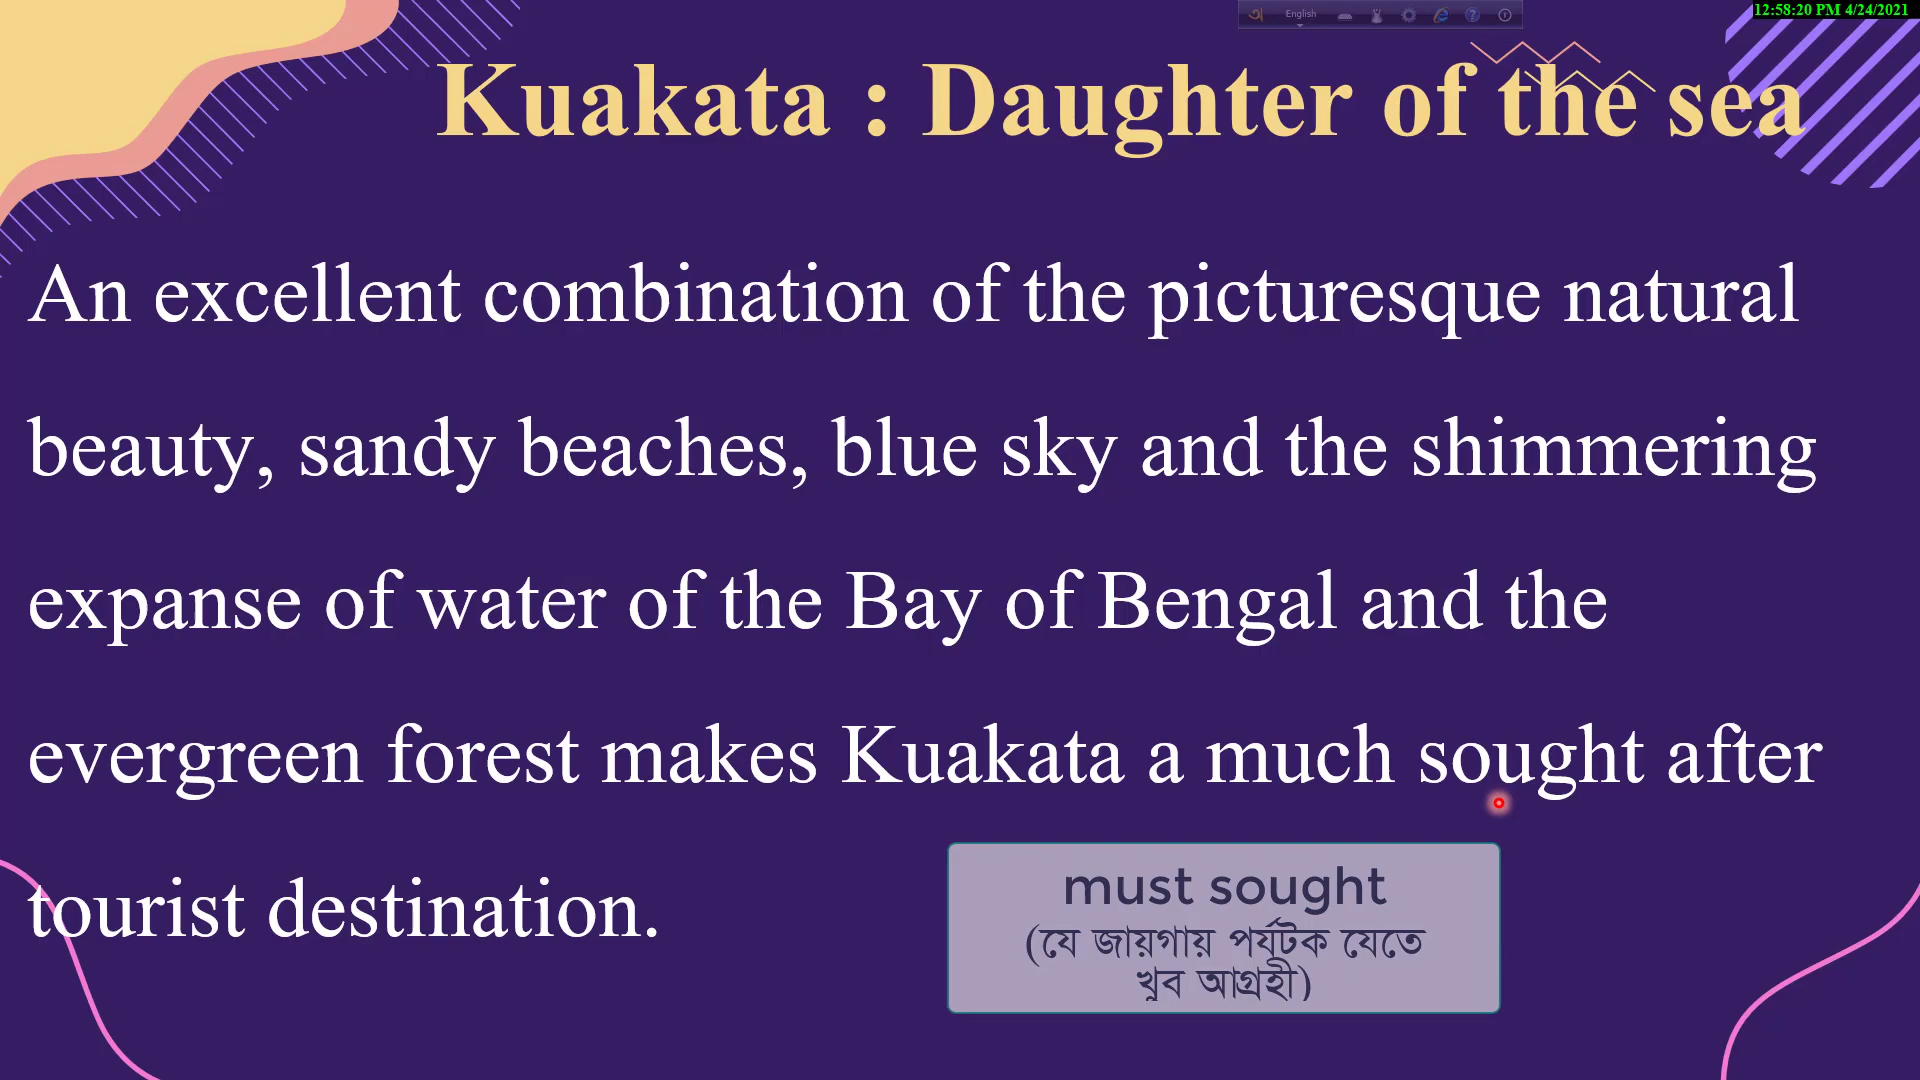 English
12:58:20 PM 4/24/2021
Kuakata : Daughter of the sea
An excellent combination of the picturesque natural
beauty, sandy beaches, blue sky and the shimmering
expanse of water of the Bay of Bengal and the
evergreen forest makes Kuakata a much sought after
tourist destination.
must sought
(যে জায়গায় পর্যটক যেতে
খুব আগ্রহী)